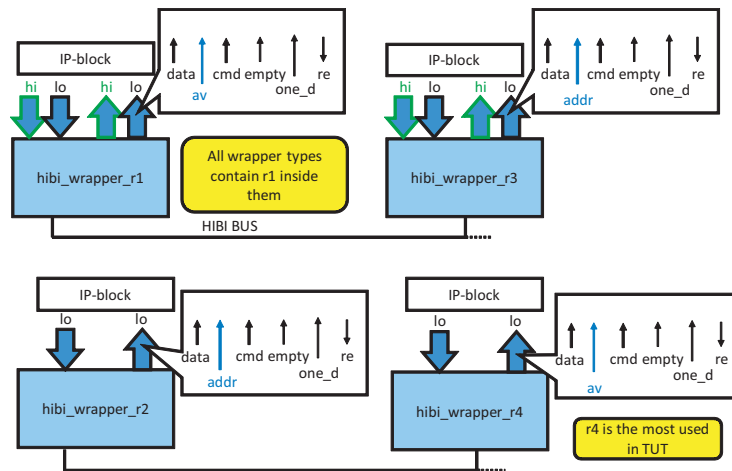 IP-block
hi lo hi lo
data av cmd empty one_d re
hibi_wrapper_r1
All wrapper types
contain r1 inside
them
IP-block
hi lo hi lo
data addr cmd empty one_d re
hibi_wrapper_r3
HIBI BUS
IP-block
lo lo
data addr cmd empty one_d re
hibi_wrapper_r2
IP-block
lo lo
data av cmd empty one_d re
hibi_wrapper_r4
r4 is the most used
in TUT